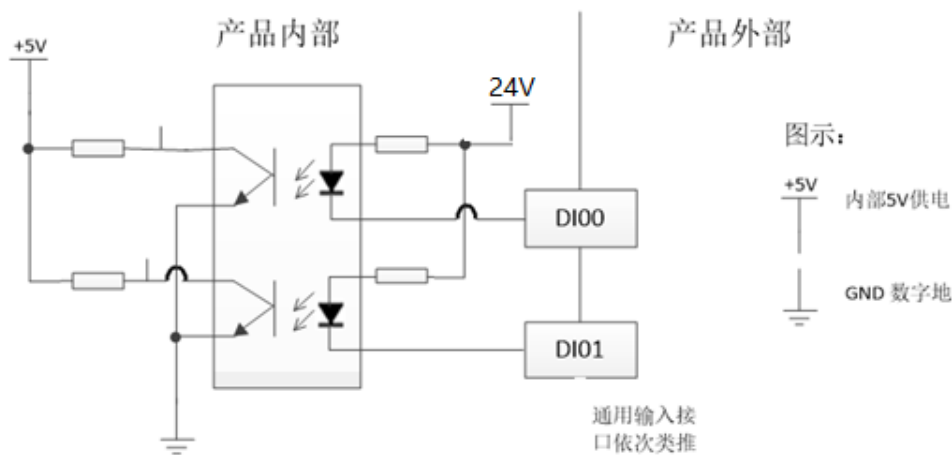 产品内部
产品外部
+5V
24V
图示：
+5V
内部5V供电
DI00
GND 数字地
DI01
通用输入接
口依次类推